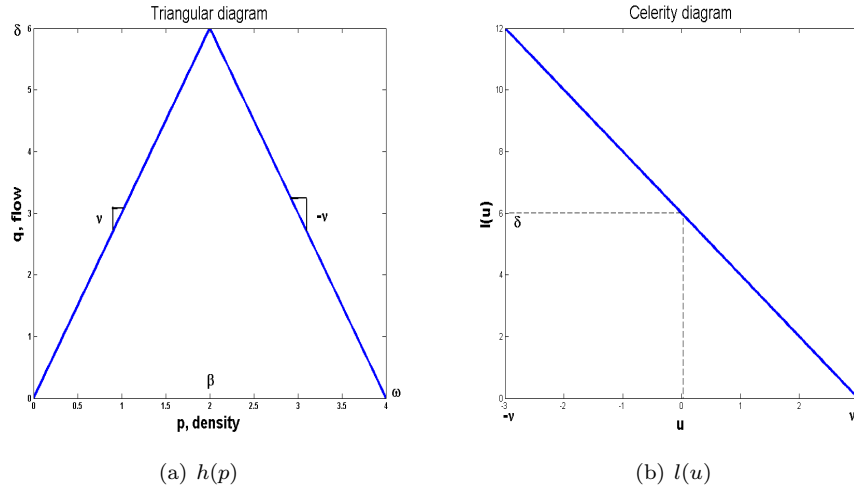 Triangular diagram
δ
6
5
4
3
2
1
0
q, flow
ν
-ν
β
ω
0 0.5 1 1.5 2 2.5 3 3.5 4
p, density
(a) h(p)
Celerity diagram
12
10
8
6
4
2
0
l(u)
δ
-3 -2 -1 0 1 2
-ν
ν
u
(b) l(u)